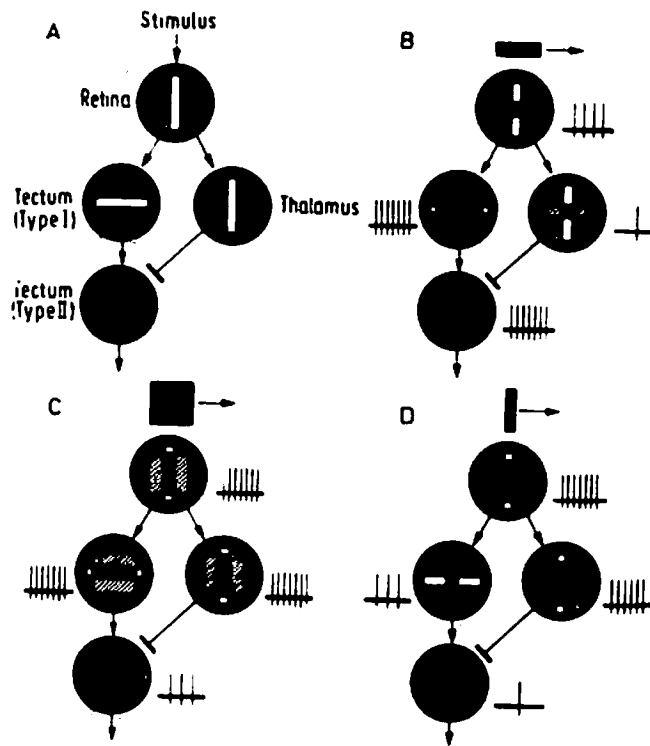 A
Stimulus
B
Retina
Tectum
(Type I)
Thalamus
Tectum
(Type II)
C
D